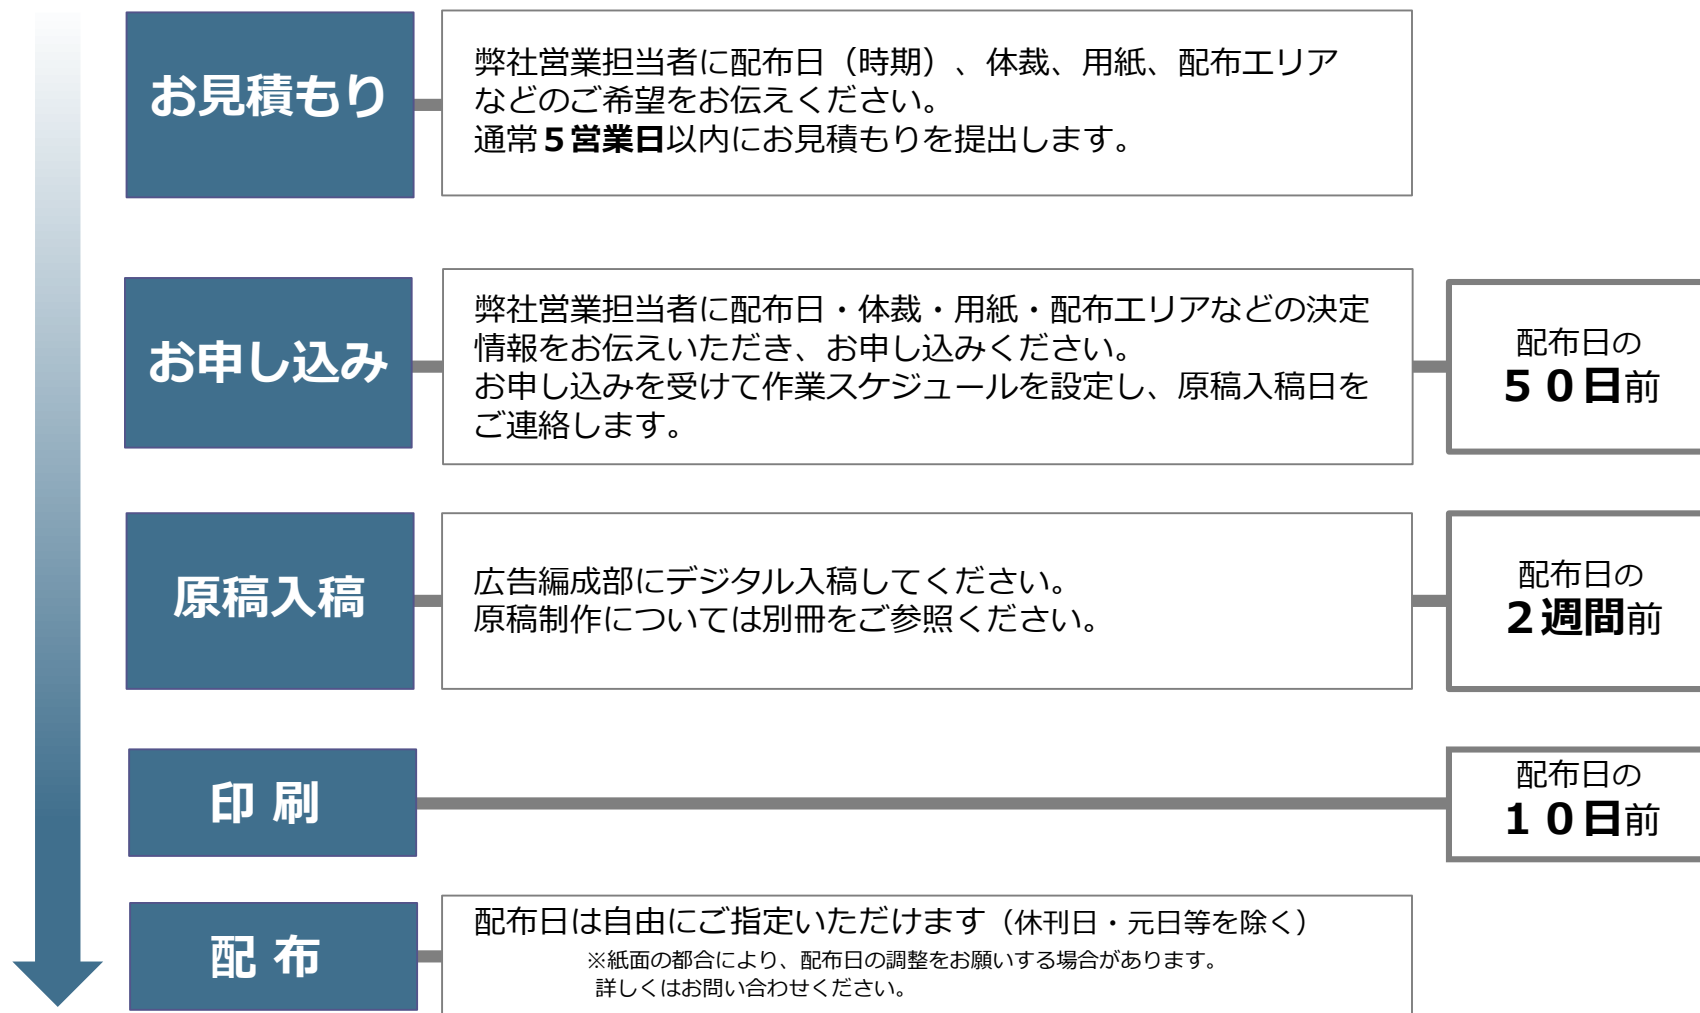 お見積もり
弊社営業担当者に配布日（時期）、体裁、用紙、配布エリア
などのご希望をお伝えください。
通常５営業日以内にお見積もりを提出します。
お申し込み
弊社営業担当者に配布日・体裁・用紙・配布エリアなどの決定
情報をお伝えいただき、お申し込みください。
お申し込みを受けて作業スケジュールを設定し、原稿入稿日を
ご連絡します。
配布日の
５０日前
原稿入稿
広告編成部にデジタル入稿してください。
原稿制作については別冊をご参照ください。
配布日の
２週間前
印 刷
配布日の
１０日前
配 布
配布日は自由にご指定いただけます（休刊日・元日等を除く）
※紙面の都合により、配布日の調整をお願いする場合があります。
詳しくはお問い合わせください。